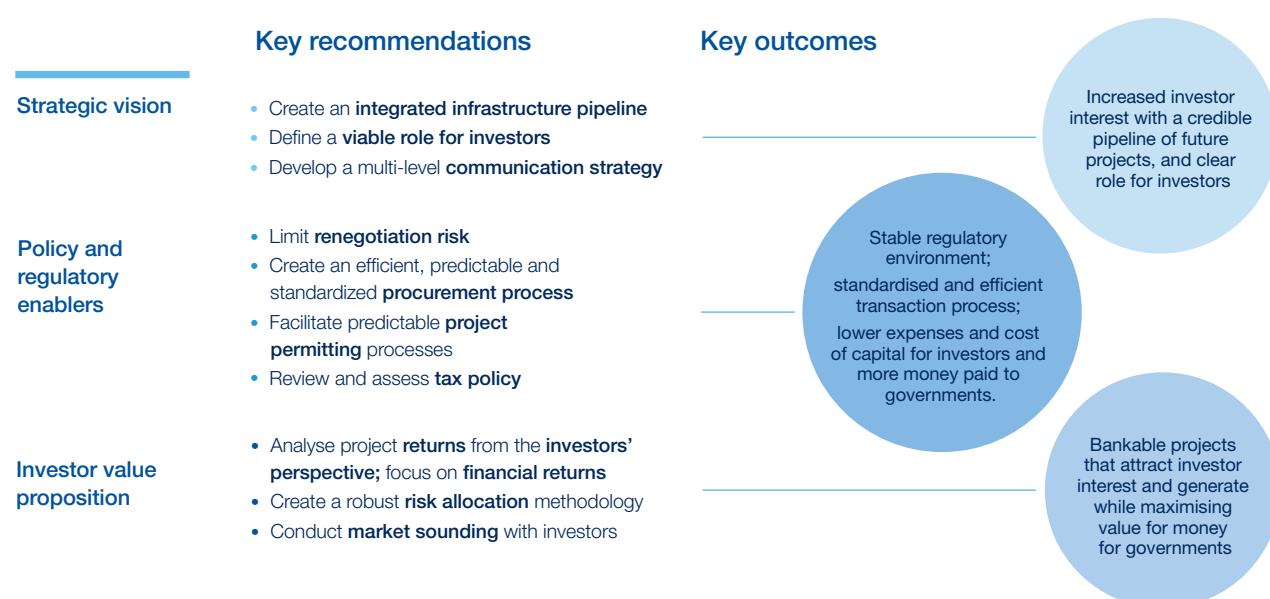 Key recommendations
Key outcomes
Strategic vision
• Create an integrated infrastructure pipeline
• Define a viable role for investors
• Develop a multi-level communication strategy
Increased investor
interest with a credible
pipeline of future
projects, and clear
role for investors
Policy and
regulatory
enablers
• Limit renegotiation risk
• Create an efficient, predictable and
standardized procurement process
• Facilitate predictable project
permitting processes
• Review and assess tax policy
Stable regulatory
environment;
standardised and efficient
transaction process;
lower expenses and cost
of capital for investors and
more money paid to
governments.
Investor value
proposition
• Analyse project returns from the investors'
perspective; focus on financial returns
• Create a robust risk allocation methodology
• Conduct market sounding with investors
Bankable projects
that attract investor
interest and generate
while maximising
value for money
for governments